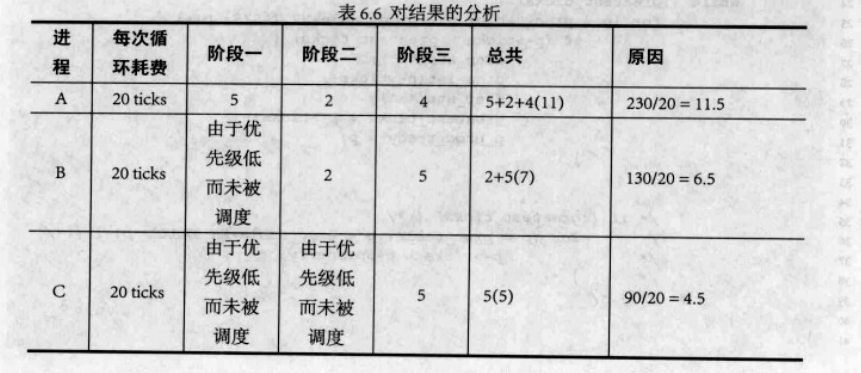 表6.6 对结果的分析
进程 每次循环耗费 阶段一 阶段二 阶段三 总共 原因
A 20 ticks 5 2 4 5+2+4(11) 230/20 = 11.5
B 20 ticks 由于优先级低而未被调度 2 5 2+5(7) 130/20 = 6.5
C 20 ticks 由于优先级低而未被调度 由于优先级低而未被调度 5 5(5) 90/20 = 4.5